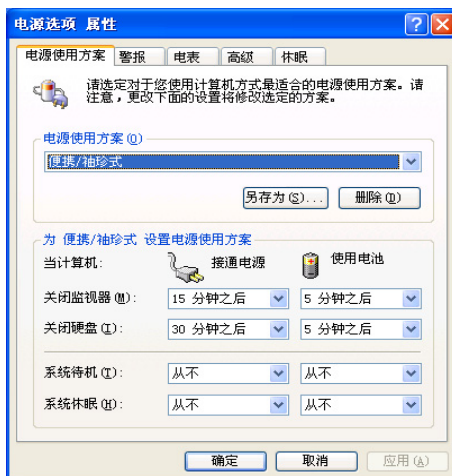 电源选项 属性
电源使用方案 警报 电表 高级 休眠
请选定对于您使用计算机方式最适合的电源使用方案。请
注意，更改下面的设置将修改选定的方案。
电源使用方案(O)
便携/袖珍式
另存为(S)... 删除(D)
为 便携/袖珍式 设置电源使用方案
当计算机: 接通电源 使用电池
关闭监视器(M): 15 分钟之后 5 分钟之后
关闭硬盘(I): 30 分钟之后 5 分钟之后
系统待机(T): 从不 从不
系统休眠(H): 从不 从不
确定 取消 应用(A)